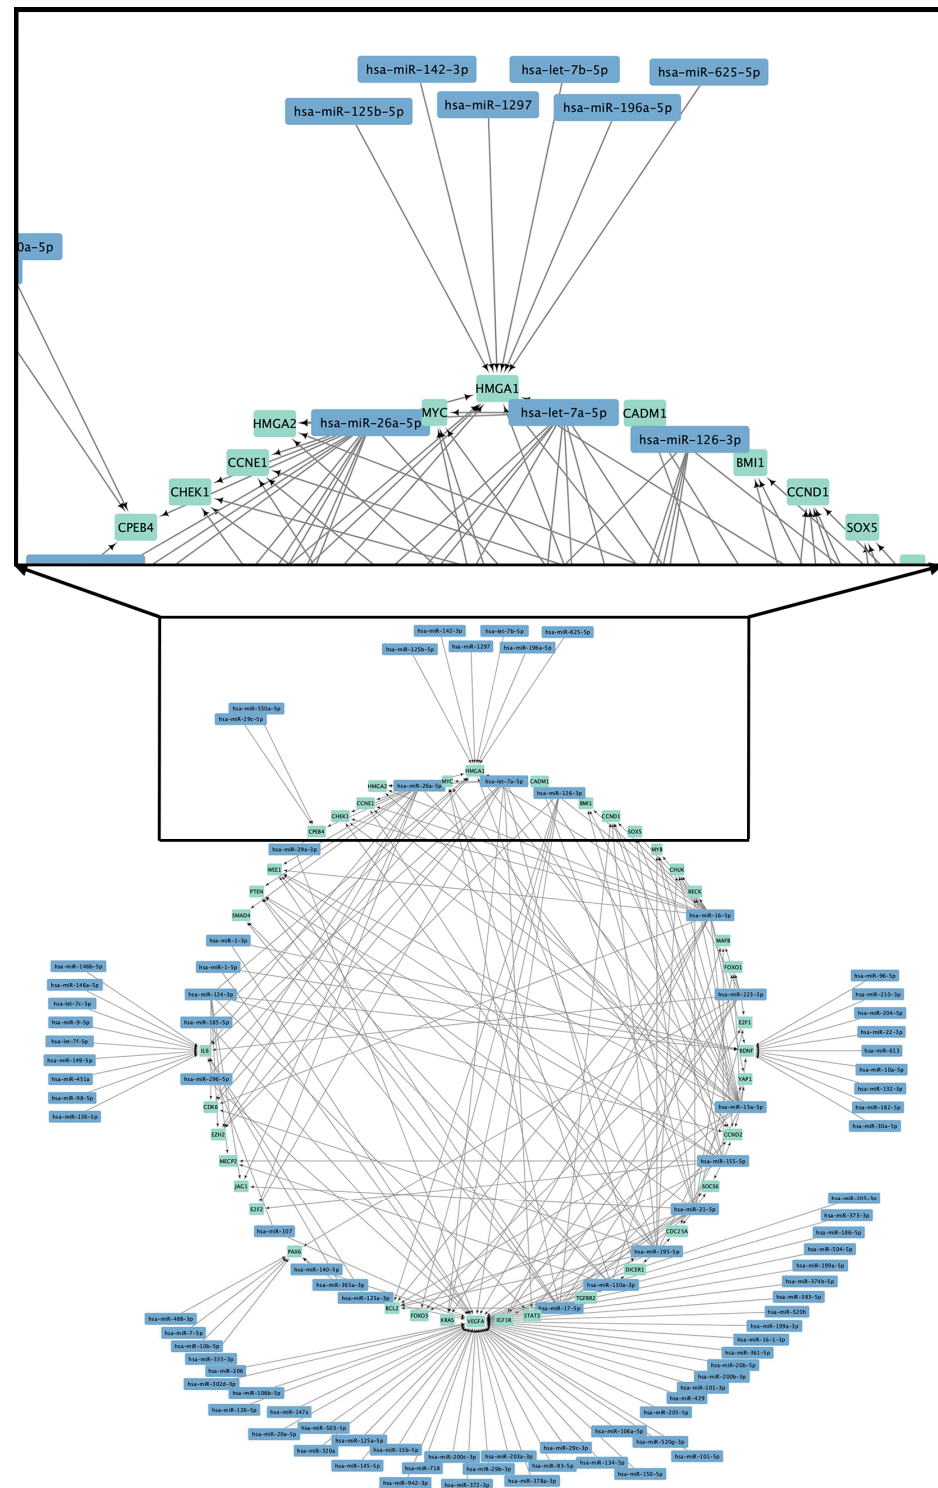 hsa-miR-142-3p
hsa-let-7b-5p
hsa-miR-625-5p
hsa-miR-125b-5p
hsa-miR-1297
hsa-miR-196a-5p
0a-5p
HMGA1
HMGA2
hsa-miR-26a-5p
MYC
hsa-let-7a-5p
CADM1
hsa-miR-126-3p
CCNE1
BMI1
CHEK1
CCND1
CPEB4
SOX5
hsa-miR-142-3p
hsa-let-7b-5p
hsa-miR-625-5p
hsa-miR-125b-5p
hsa-miR-1297
hsa-miR-196a-5p
hsa-miR-550a-5p
hsa-miR-29c-5p
HMGA1
HMGA2
hsa-miR-26a-5p
MYC
hsa-let-7a-5p
CADM1
hsa-miR-126-3p
CCNE1
BMI1
CHEK1
CCND1
CPEB4
SOX5
hsa-miR-29a-3p
MYB
WEE1
CHUK
PTEN
RECK
SMAD4
hsa-miR-16-5p
hsa-miR-1-3p
MAFB
hsa-miR-1-5p
FOXO1
hsa-miR-124-3p
hsa-miR-223-3p
hsa-miR-185-5p
E2F1
IL6
BDNF
hsa-miR-296-5p
YAP1
CDK6
hsa-miR-15a-5p
EZH2
CCND2
MECP2
hsa-miR-155-5p
JAG1
SOCS6
E2F2
hsa-miR-21-5p
hsa-miR-107
CDC25A
PAX6
hsa-miR-195-5p
hsa-miR-140-5p
DICER1
hsa-miR-365a-3p
hsa-miR-130a-3p
hsa-miR-125a-3p
TGFBR2
BCL2
hsa-miR-17-5p
FOXO3
KRAS
VEGFA
IGF1R
STAT3
hsa-miR-146b-5p
hsa-miR-146a-5p
hsa-let-7c-5p
hsa-miR-9-5p
hsa-let-7f-5p
hsa-miR-149-5p
hsa-miR-451a
hsa-miR-98-5p
hsa-miR-136-5p
hsa-miR-96-5p
hsa-miR-210-3p
hsa-miR-204-5p
hsa-miR-22-3p
hsa-miR-613
hsa-miR-10a-5p
hsa-miR-132-3p
hsa-miR-182-5p
hsa-miR-30a-5p
hsa-miR-205-3p
hsa-miR-373-3p
hsa-miR-186-5p
hsa-miR-504-5p
hsa-miR-199a-5p
hsa-miR-374b-5p
hsa-miR-383-5p
hsa-miR-520h
hsa-miR-199a-3p
hsa-miR-16-1-3p
hsa-miR-361-5p
hsa-miR-20b-5p
hsa-miR-200b-3p
hsa-miR-101-3p
hsa-miR-429
hsa-miR-205-5p
hsa-miR-488-3p
hsa-miR-7-5p
hsa-miR-10b-5p
hsa-miR-335-3p
hsa-miR-206
hsa-miR-302d-3p
hsa-miR-106b-5p
hsa-miR-126-5p
hsa-miR-147a
hsa-miR-20a-5p
hsa-miR-503-5p
hsa-miR-320a
hsa-miR-125a-5p
hsa-miR-145-5p
hsa-miR-15b-5p
hsa-miR-718
hsa-miR-942-3p
hsa-miR-200c-3p
hsa-miR-372-3p
hsa-miR-29b-3p
hsa-miR-203a-3p
hsa-miR-378a-3p
hsa-miR-93-5p
hsa-miR-29c-3p
hsa-miR-134-5p
hsa-miR-106a-5p
hsa-miR-150-5p
hsa-miR-520g-3p
hsa-miR-101-5p